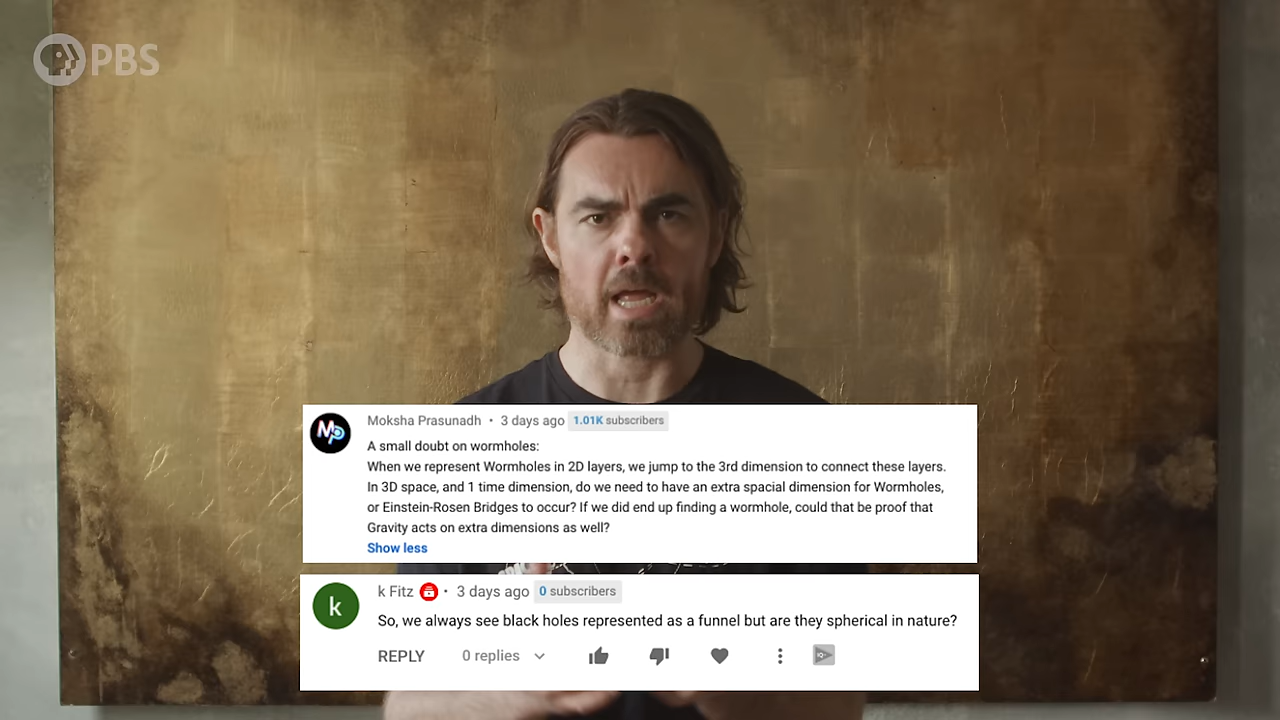 PBS
Moksha Prasunadh • 3 days ago 1.01K subscribers
A small doubt on wormholes:
When we represent Wormholes in 2D layers, we jump to the 3rd dimension to connect these layers.
In 3D space, and 1 time dimension, do we need to have an extra spacial dimension for Wormholes,
or Einstein-Rosen Bridges to occur? If we did end up finding a wormhole, could that be proof that
Gravity acts on extra dimensions as well?
Show less
k Fitz • 3 days ago 0 subscribers
So, we always see black holes represented as a funnel but are they spherical in nature?
REPLY 0 replies